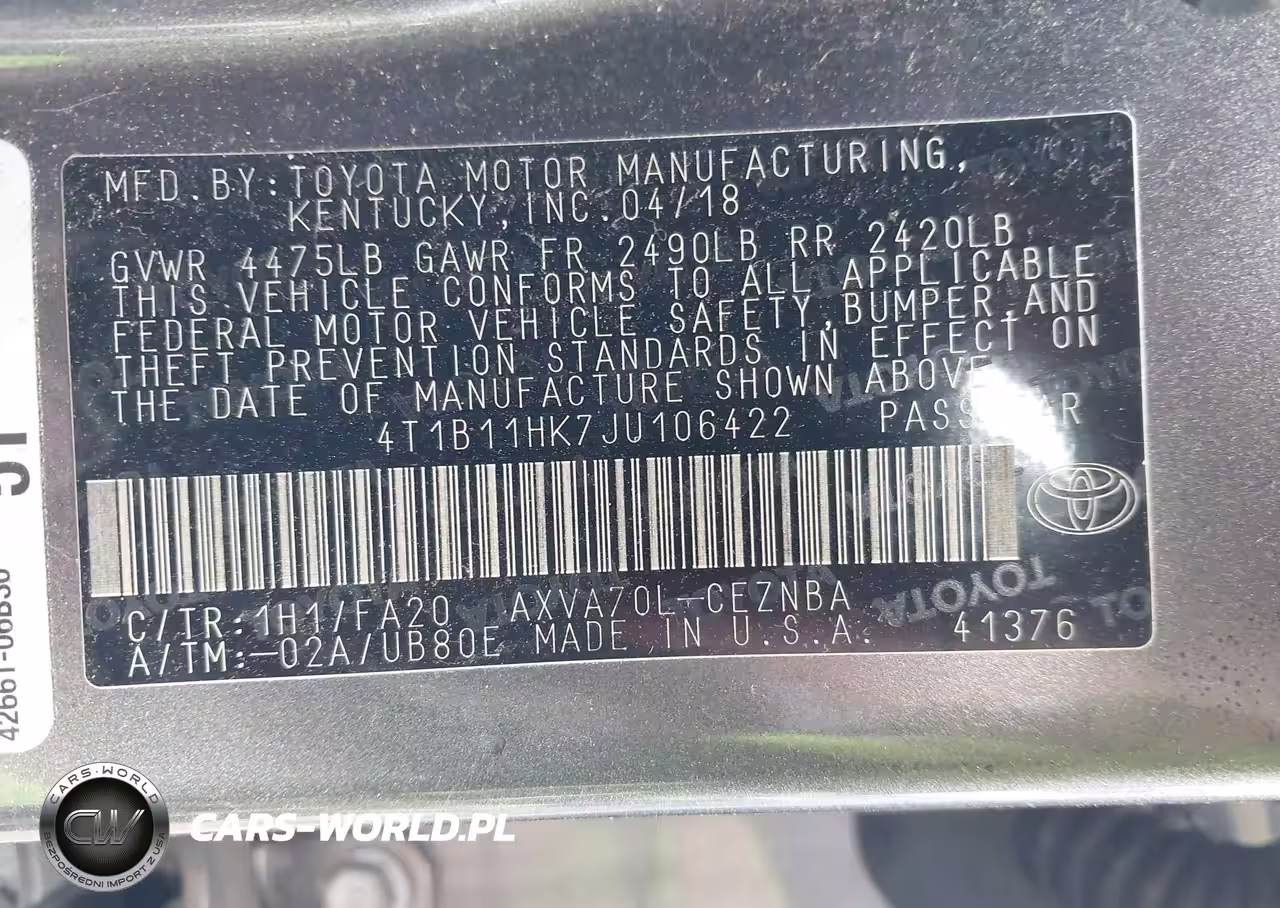 MFD. BY: TOYOTA MOTOR MANUFACTURING,
KENTUCKY, INC. 04/18
GVWR 4475LB GAWR FR 2490LB RR 2420LB
THIS VEHICLE CONFORMS TO ALL APPLICABLE
FEDERAL MOTOR VEHICLE SAFETY, BUMPER, AND
THEFT PREVENTION STANDARDS IN EFFECT ON
THE DATE OF MANUFACTURE SHOWN ABOVE
4T1B11HK7JU106422
C/TR: 1H1/FA20 AXVA70L-CEZNBA
A/TM: -02A/UB80E MADE IN U.S.A. 41376
TOYOTA
CARS-WORLD
CW
BEZPOŚREDNI IMPORT Z USA
CARS-WORLD.PL